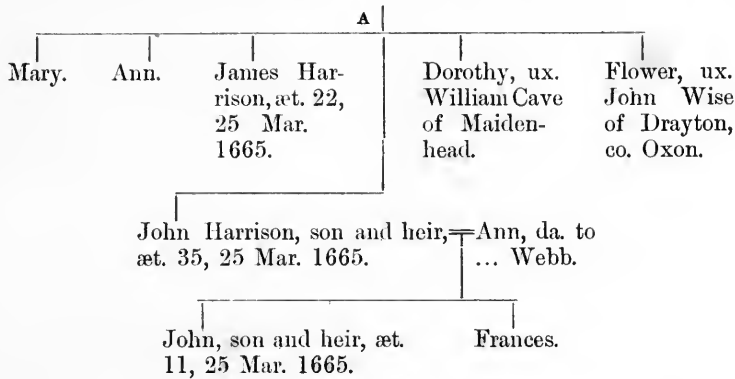 A
Mary.
Ann.
James Har-
rison, æt. 22,
25 Mar.
1665.
Dorothy, ux.
William Cave
of Maiden-
head.
Flower, ux.
John Wise
of Drayton,
co. Oxon.
John Harrison, son and heir,
æt. 35, 25 Mar. 1665.
Ann, da. to
... Webb.
John, son and heir, æt.
11, 25 Mar. 1665.
Frances.